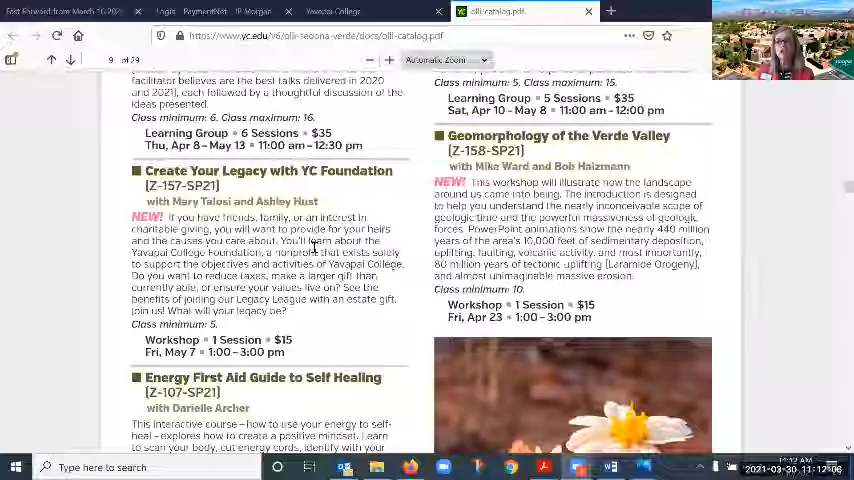 Fast Forward from March 16 202
Login - PaymentNet - JP Morgan
Yavapai College
olli-catalog.pdf
https://www.yc.edu/v6/olli-sedona-verde/docs/olli-catalog.pdf
9 of 29
Automatic Zoom
facilitator believes are the best talks delivered in 2020
and 2021), each followed by a thoughtful discussion of the
ideas presented.
Class minimum: 6. Class maximum: 16.
Learning Group • 6 Sessions • $35
Thu, Apr 8 – May 13 • 11:00 am – 12:30 pm
Create Your Legacy with YC Foundation
(Z-157-SP21)
with Mary Talosi and Ashley Hust
NEW! If you have friends, family, or an interest in
charitable giving, you will want to provide for your heirs
and the causes you care about. You'll learn about the
Yavapai College Foundation, a nonprofit that exists solely
to support the objectives and activities of Yavapai College.
Do you want to reduce taxes, make a larger gift than
currently able, or ensure your values live on? See the
benefits of joining our Legacy League with an estate gift.
Join us! What will your legacy be?
Class minimum: 5.
Workshop • 1 Session • $15
Fri, May 7 • 1:00 – 3:00 pm
Energy First Aid Guide to Self Healing
(Z-107-SP21)
with Darielle Archer
This interactive course – how to use your energy to self-
heal – explores how to create a positive mindset. Learn
to scan your body, cut energy cords, identify with your
Class minimum: 5. Class maximum: 15.
Learning Group • 5 Sessions • $35
Sat, Apr 10 – May 8 • 11:00 am – 12:00 pm
Geomorphology of the Verde Valley
(Z-158-SP21)
with Mike Ward and Bob Haizmann
NEW! This workshop will illustrate how the landscape
around us came into being. The introduction is designed
to help you understand the nearly inconceivable scope of
geologic time and the powerful massiveness of geologic
forces. PowerPoint animations show the nearly 440 million
years of the area's 10,000 feet of sedimentary deposition,
uplifting, faulting, volcanic activity, and most importantly,
80 million years of tectonic uplifting (Laramide Orogeny),
and almost unimaginable massive erosion.
Class minimum: 10.
Workshop • 1 Session • $15
Fri, Apr 23 • 1:00 – 3:00 pm
Type here to search
11:12 AM
2021-03-30 11:12:06